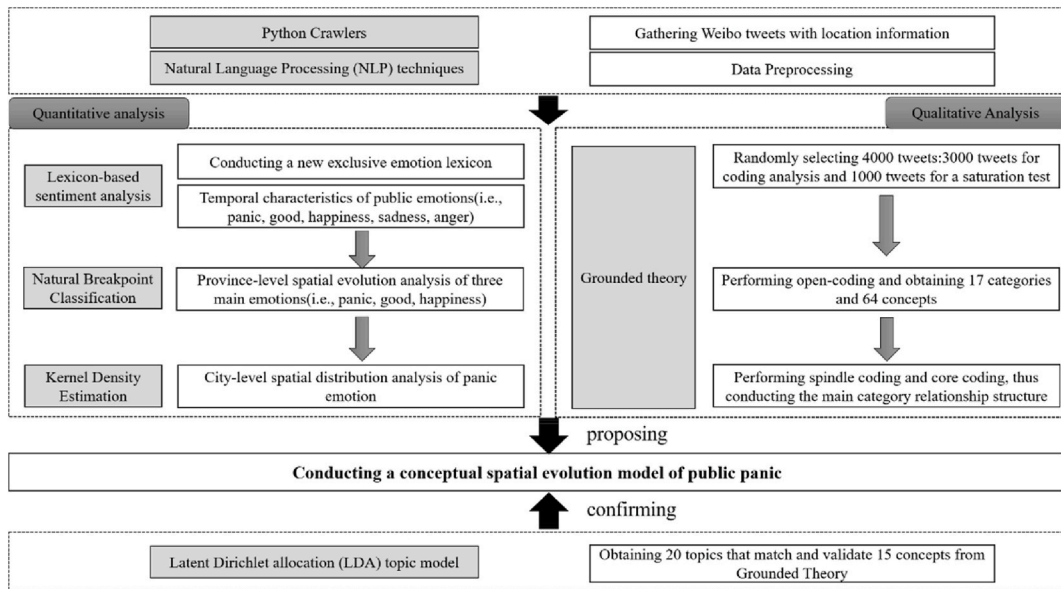 Python Crawlers
Gathering Weibo tweets with location information
Natural Language Processing (NLP) techniques
Data Preprocessing
Quantitative analysis
Qualitative Analysis
Lexicon-based
sentiment analysis
Conducting a new exclusive emotion lexicon
Temporal characteristics of public emotions(i.e.,
panic, good, happiness, sadness, anger)
Natural Breakpoint
Classification
Province-level spatial evolution analysis of three
main emotions(i.e., panic, good, happiness)
Kernel Density
Estimation
City-level spatial distribution analysis of panic
emotion
Grounded theory
Randomly selecting 4000 tweets:3000 tweets for
coding analysis and 1000 tweets for a saturation test
Performing open-coding and obtaining 17 categories
and 64 concepts
Performing spindle coding and core coding, thus
conducting the main category relationship structure
proposing
Conducting a conceptual spatial evolution model of public panic
confirming
Latent Dirichlet allocation (LDA) topic model
Obtaining 20 topics that match and validate 15 concepts from
Grounded Theory